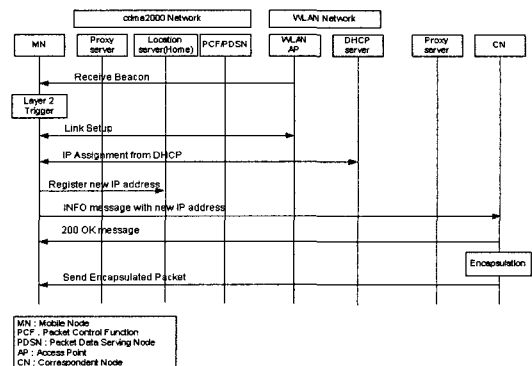 cdma2000 Network
WLAN Network
MN
Proxy server
Location server(Home)
PCF/PDSN
WLAN AP
DHCP server
Proxy server
CN
Receive Beacon
Layer 2 Trigger
Link Setup
IP Assignment from DHCP
Register new IP address
INFO message with new IP address
200 OK message
Encapsulation
Send Encapsulated Packet
MN : Mobile Node
PCF : Packet Control Function
PDSN : Packet Data Serving Node
AP : Access Point
CN : Correspondent Node